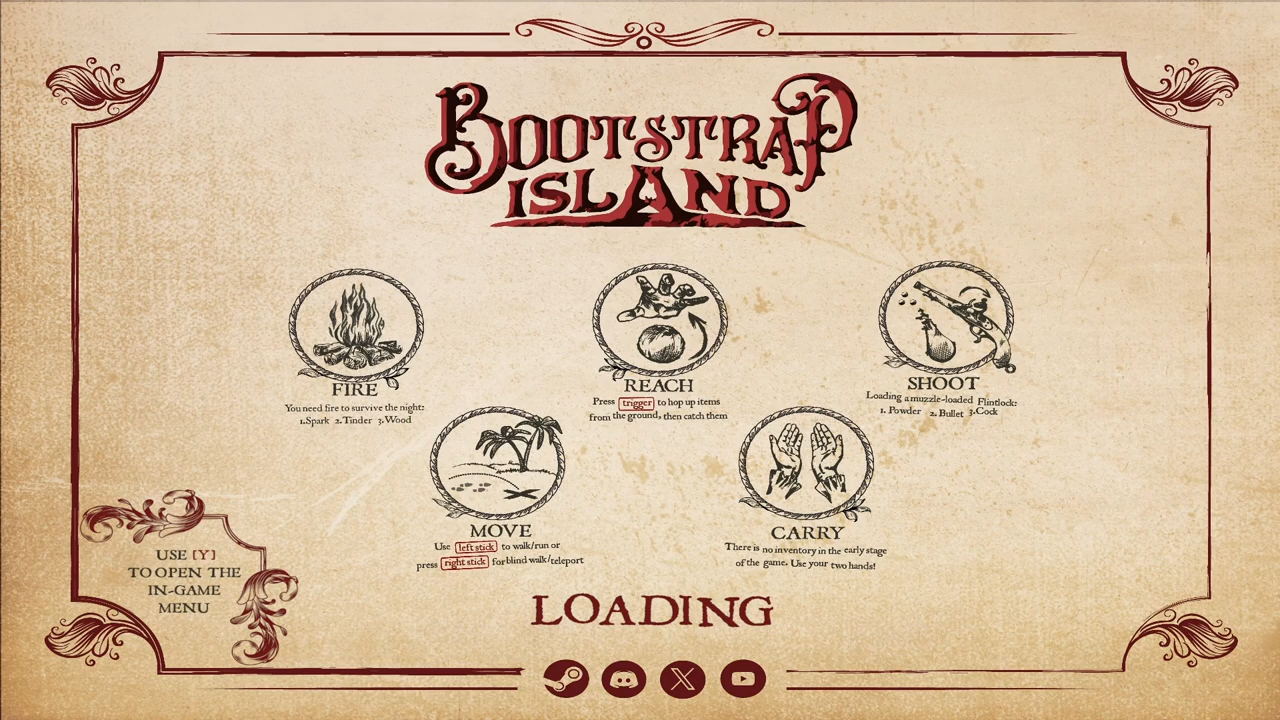 BOOTSTRAP
ISLAND
FIRE
You need fire to survive the night:
1.Spark 2.Tinder 3.Wood
REACH
Press trigger to hop up items
from the ground, then catch them
SHOOT
Loading a muzzle-loaded Flintlock:
1. Powder 2. Bullet 3.Cock
MOVE
Use left stick to walk/run or
press right stick for blind walk/teleport
CARRY
There is no inventory in the early stage
of the game. Use your two hands!
USE [Y]
TO OPEN THE
IN-GAME
MENU
LOADING